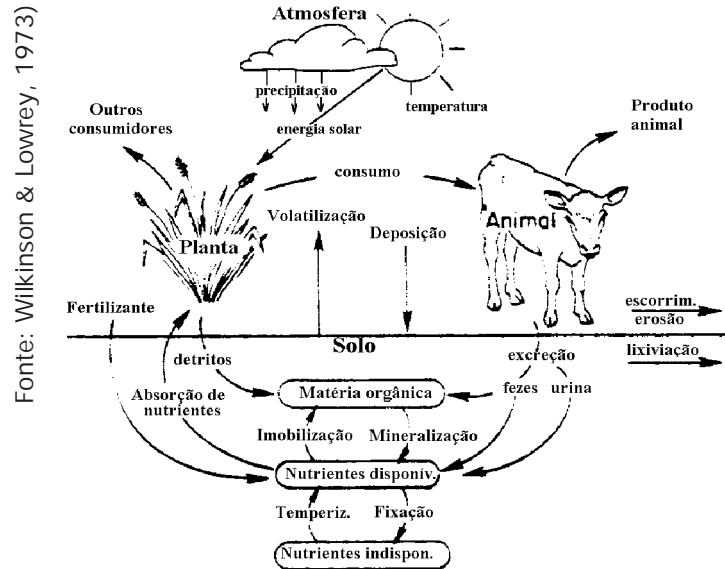 Fonte: Wilkinson & Lowrey, 1973)
Atmosfera
precipitação
temperatura
energia solar
Outros
consumidores
Produto
animal
consumo
Volatilização
Deposição
Animal
Planta
Fertilizante
escorrim.
erosão
Solo
lixiviação
detritos
excreção
fezes urina
Absorção de
nutrientes
Matéria orgânica
Imobilização
Mineralização
Nutrientes disponív.
Temperiz.
Fixação
Nutrientes indispon.